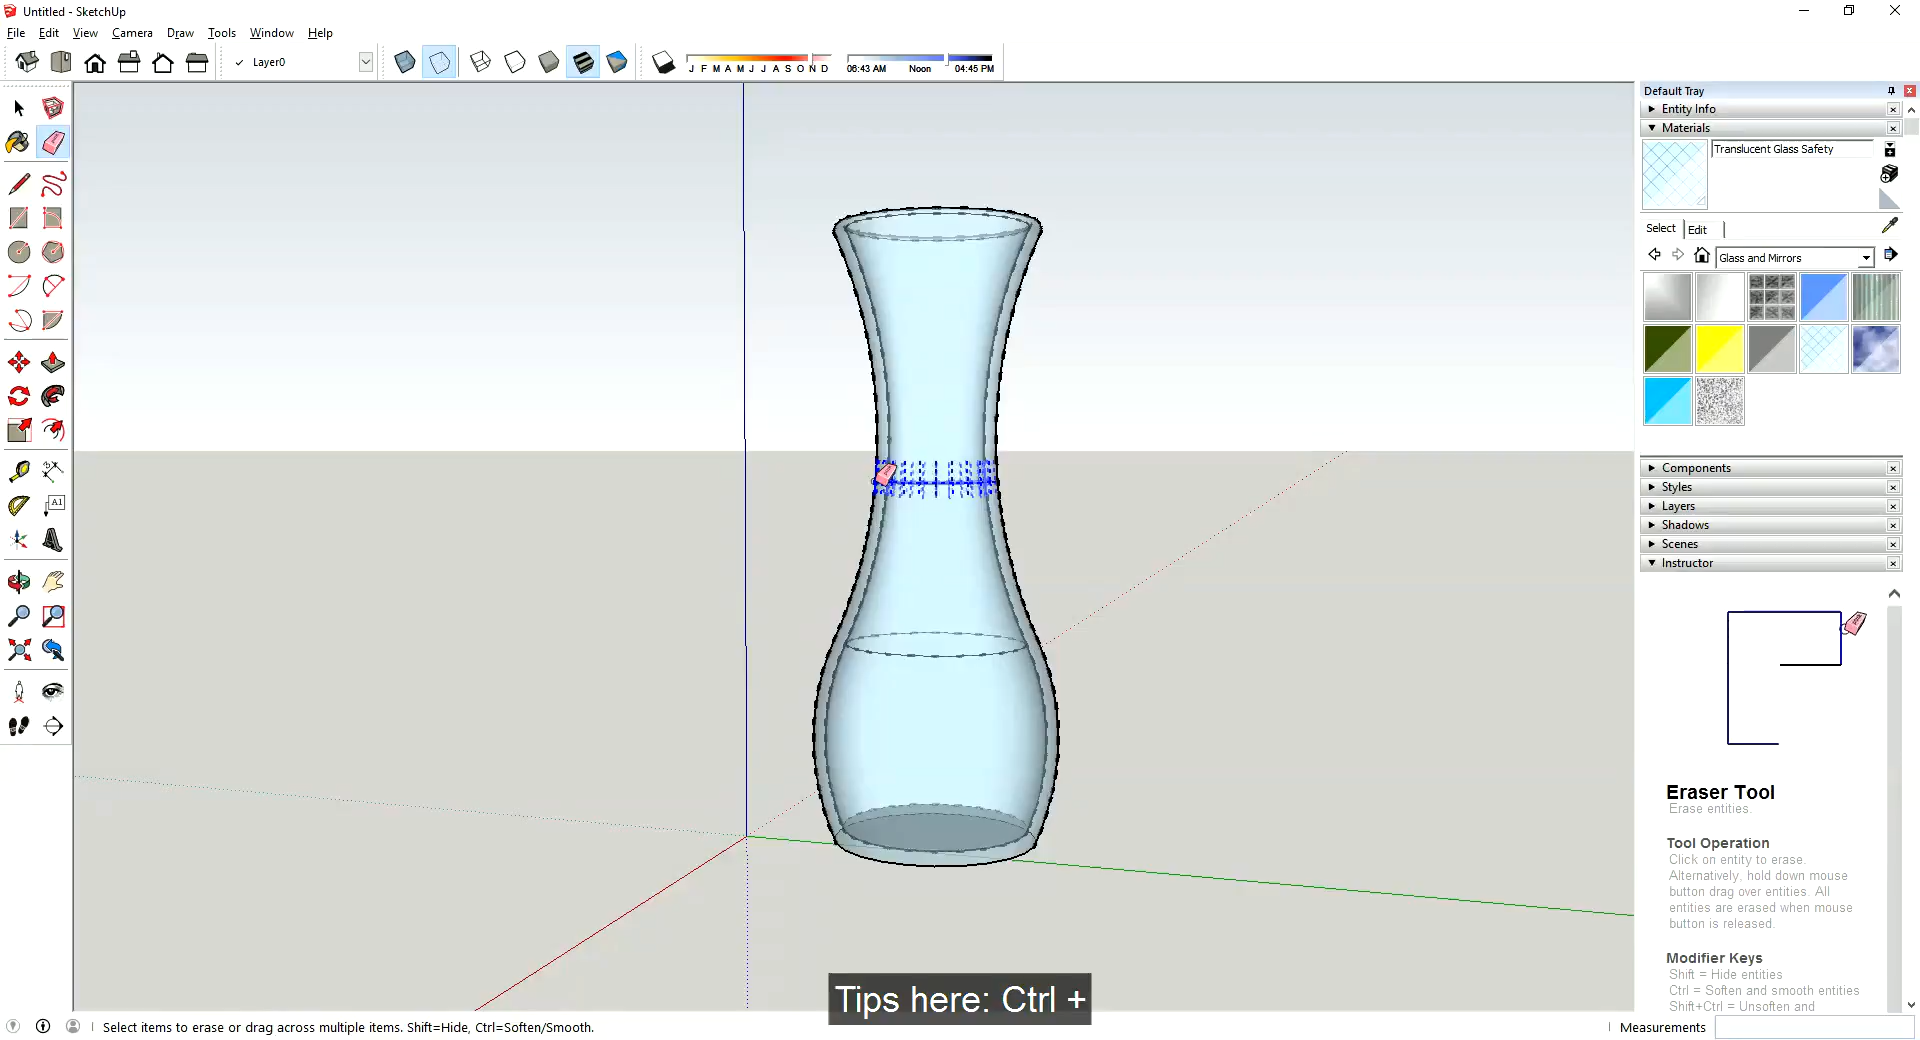 Untitled - SketchUp
File Edit View Camera Draw Tools Window Help
Layer0
J F M A M J J A S O N D
06:43 AM Noon 04:45 PM
Default Tray
Entity Info
Materials
Translucent Glass Safety
Select Edit
Glass and Mirrors
Components
Styles
Layers
Shadows
Scenes
Instructor
Eraser Tool
Erase entities.
Tool Operation
Click on entity to erase.
Alternatively, hold down mouse
button drag over entities. All
entities are erased when mouse
button is released.
Modifier Keys
Shift = Hide entities
Ctrl = Soften and smooth entities
Shift+Ctrl = Unsoften and
Tips here: Ctrl +
Select items to erase or drag across multiple items. Shift=Hide, Ctrl=Soften/Smooth.
Measurements